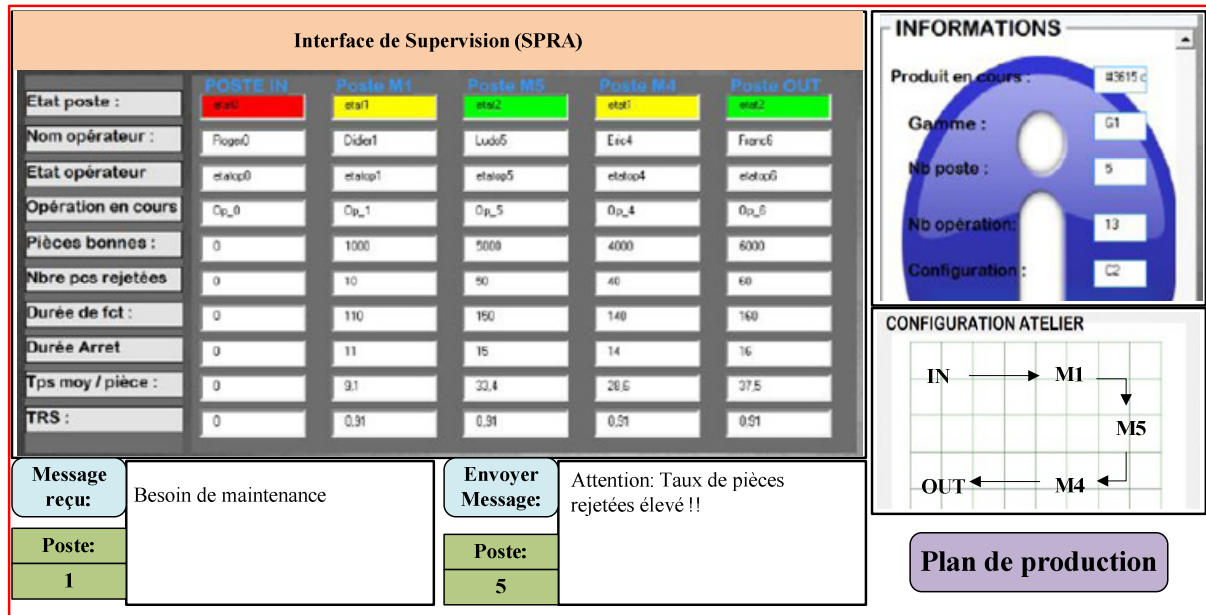 Interface de Supervision (SPRA)
POSTE IN Poste M1 Poste M5 Poste M4 Poste OUT
Etat poste : etat0 etat1 etat2 etat1 etat2
Nom opérateur : Roger0 Didier1 Ludo5 Eric4 Franc6
Etat opérateur etatop0 etatop1 etatop5 etatop4 etatop6
Opération en cours Op_0 Op_1 Op_5 Op_4 Op_6
Pièces bonnes : 0 1000 5000 4000 6000
Nbre pcs rejetées 0 10 50 40 60
Durée de fct : 0 110 150 140 160
Durée Arret 0 11 15 14 16
Tps moy / pièce : 0 9,1 33,4 28,6 37,5
TRS : 0 0,91 0,91 0,91 0,91
Message
reçu:
Besoin de maintenance
Poste:
1
Envoyer
Message:
Attention: Taux de pièces
rejetées élevé !!
Poste:
5
INFORMATIONS
Produit en cours : #3615 c
Gamme : G1
Nb poste : 5
Nb opération: 13
Configuration : C2
CONFIGURATION ATELIER
IN M1
M5
OUT M4
Plan de production